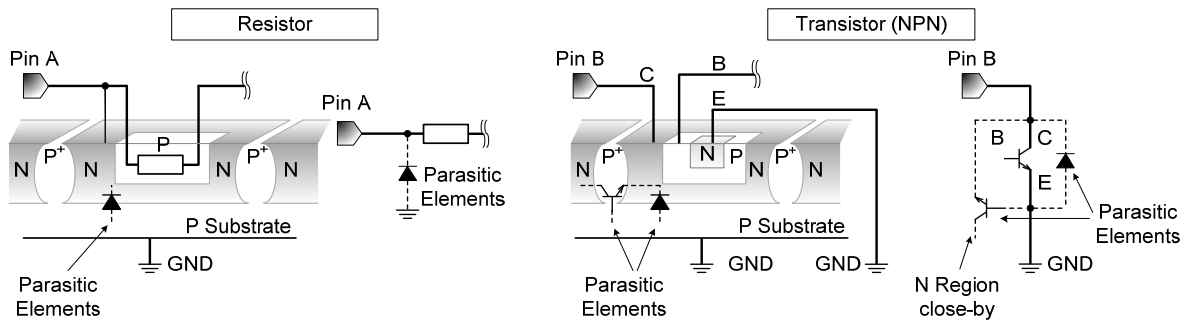 Resistor
Pin A
N
P+
N
P
N
P+
N
P Substrate
GND
Parasitic
Elements
Pin A
Parasitic
Elements
Transistor (NPN)
Pin B
C
B
E
N
P+
N
N
P
N
P+
N
P Substrate
GND
GND
Parasitic
Elements
Pin B
B
C
E
Parasitic
Elements
GND
N Region
close-by